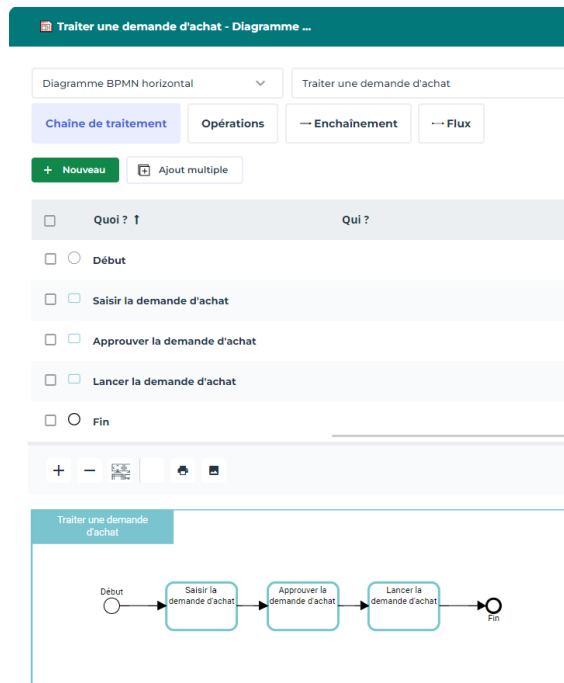 Traiter une demande d'achat - Diagramme ...
Diagramme BPMN horizontal
Traiter une demande d'achat
Chaîne de traitement
Opérations
Enchaînement
Flux
+ Nouveau
Ajout multiple
Quoi ? ↑
Qui ?
Début
Saisir la demande d'achat
Approuver la demande d'achat
Lancer la demande d'achat
Fin
Traiter une demande
d'achat
Début
Saisir la
demande d'achat
Approuver la
demande d'achat
Lancer la
demande d'achat
Fin